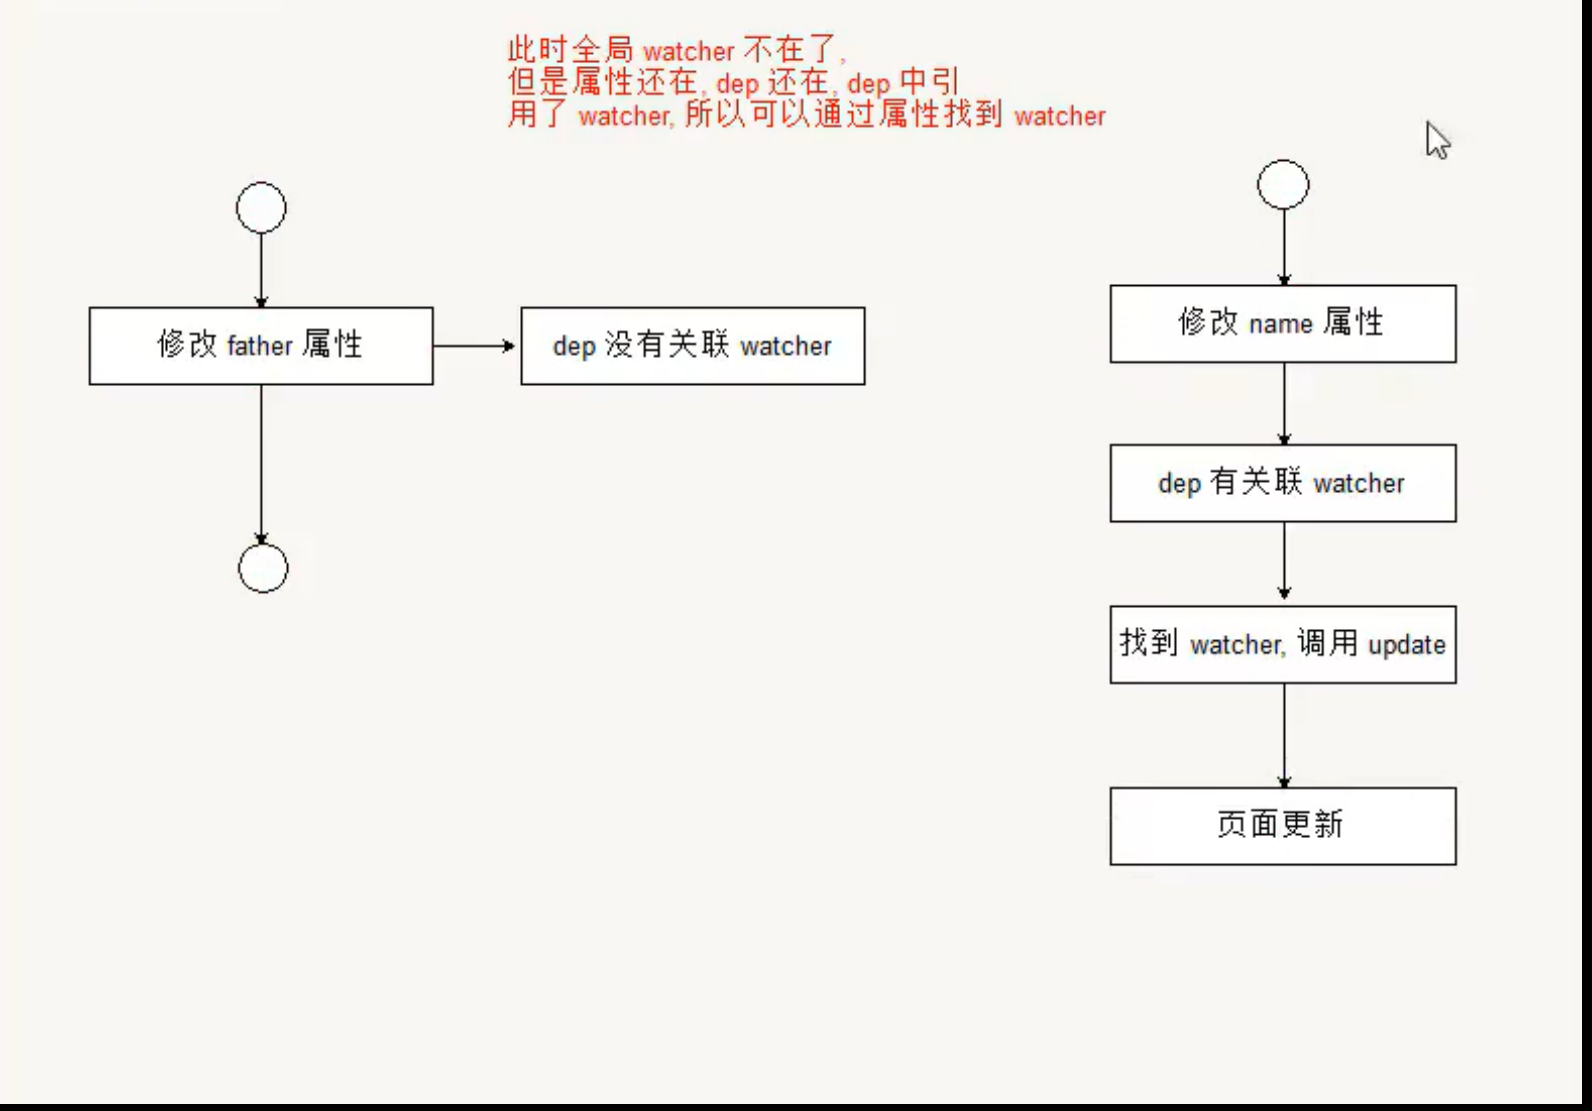 此时全局 watcher 不在了,
但是属性还在, dep 还在, dep 中引
用了 watcher, 所以可以通过属性找到 watcher
修改 father 属性
dep 没有关联 watcher
修改 name 属性
dep 有关联 watcher
找到 watcher, 调用 update
页面更新